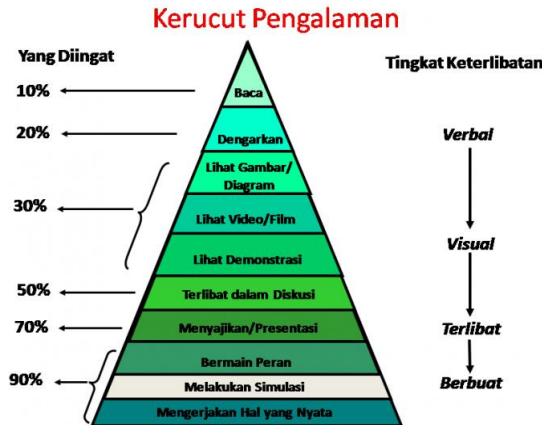 Kerucut Pengalaman
Yang Diingat
Tingkat Keterlibatan
10%
Baca
20%
Dengarkan
Verbal
Lihat Gambar/
Diagram
30%
Lihat Video/Film
Visual
Lihat Demonstrasi
50%
Terlibat dalam Diskusi
70%
Menyajikan/Presentasi
Terlibat
Bermain Peran
90%
Melakukan Simulasi
Berbuat
Mengerjakan Hal yang Nyata